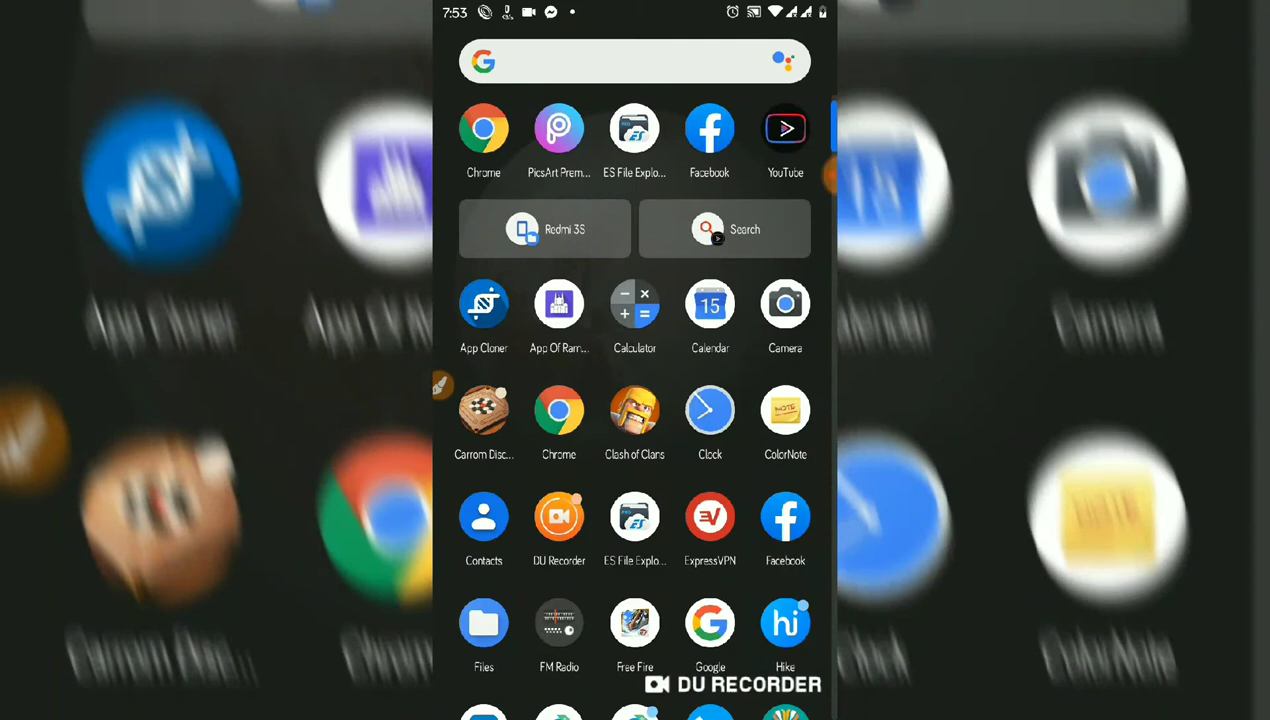 7:53
Chrome
PicsArt Prem...
ES File Explo...
Facebook
YouTube
Redmi 3S
Search
App Cloner
App Of Ram...
Calculator
15
Calendar
Camera
Carrom Disc...
Chrome
Clash of Clans
Clock
NOTE
ColorNote
Contacts
DU Recorder
ES File Explo...
ExpressVPN
Facebook
Files
FM Radio
Free Fire
Google
hi
Hike
DU RECORDER